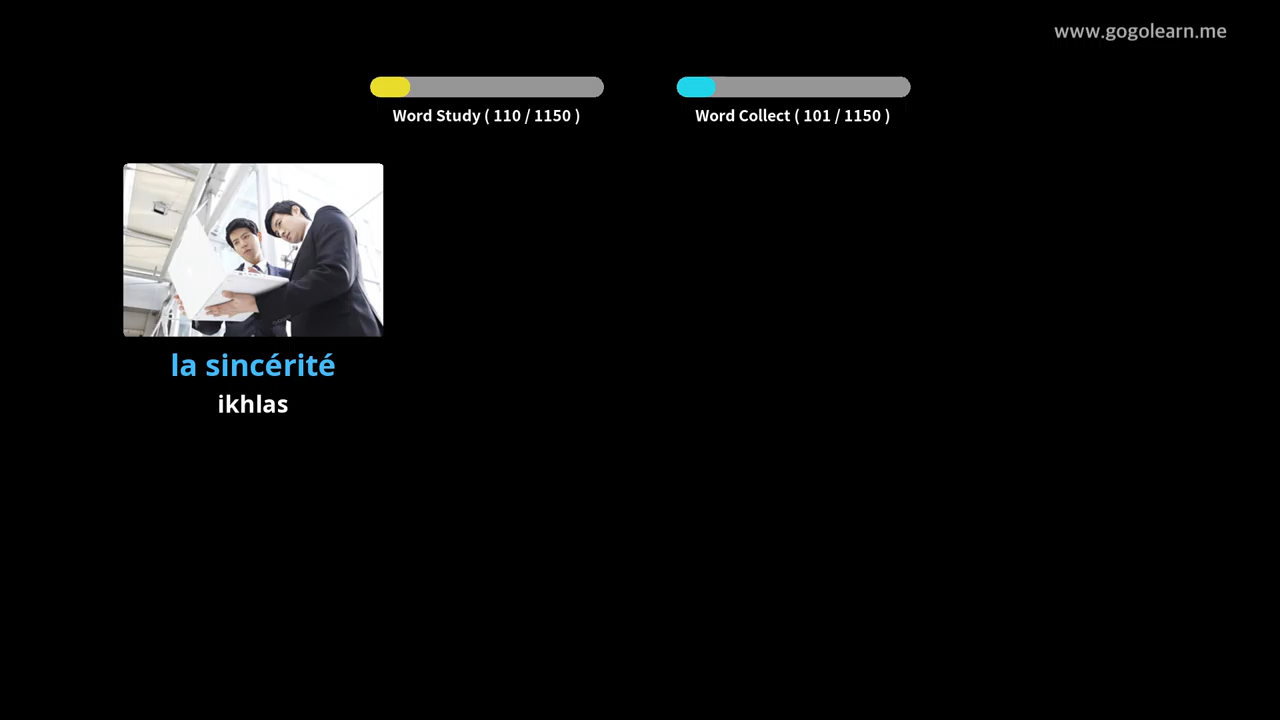 www.gogolearn.me
Word Study ( 110 / 1150 )
Word Collect ( 101 / 1150 )
la sincérité
ikhlas